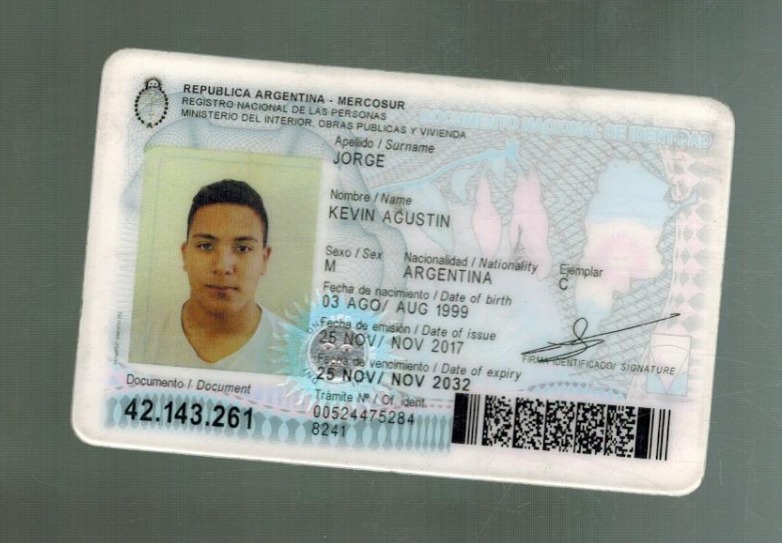 REPUBLICA ARGENTINA - MERCOSUR
REGISTRO NACIONAL DE LAS PERSONAS
MINISTERIO DEL INTERIOR, OBRAS PUBLICAS Y VIVIENDA
DOCUMENTO NACIONAL DE IDENTIDAD
Apellido / Surname
JORGE
Nombre / Name
KEVIN AGUSTIN
Sexo / Sex Nacionalidad / Nationality Ejemplar
M ARGENTINA C
Fecha de nacimiento / Date of birth
03 AGO/ AUG 1999
Fecha de emisión / Date of issue
25 NOV/ NOV 2017
FIRMA IDENTIFICADO/ SIGNATURE
Fecha de vencimiento / Date of expiry
25 NOV/ NOV 2032
Documento / Document
42.143.261
Tramite Nº / Of. ident.
00524475284
8241